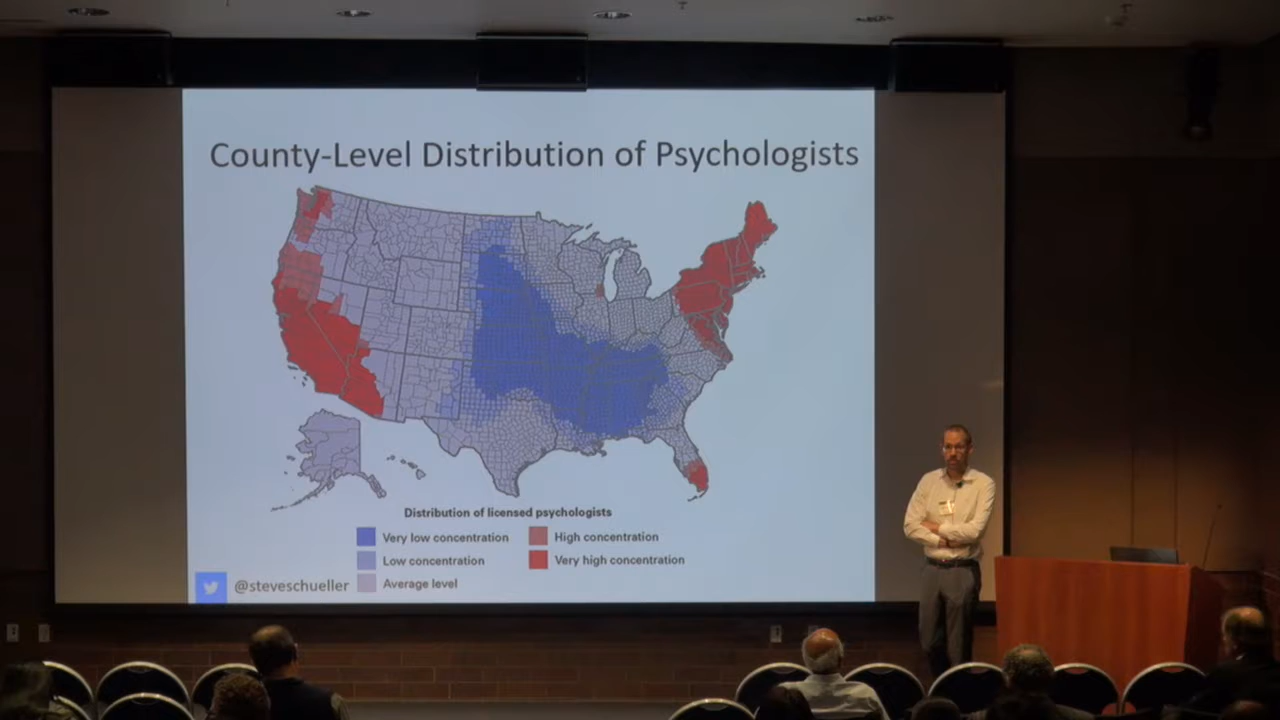 County-Level Distribution of Psychologists
Distribution of licensed psychologists
Very low concentration
High concentration
Low concentration
Very high concentration
Average level
@steveschueller